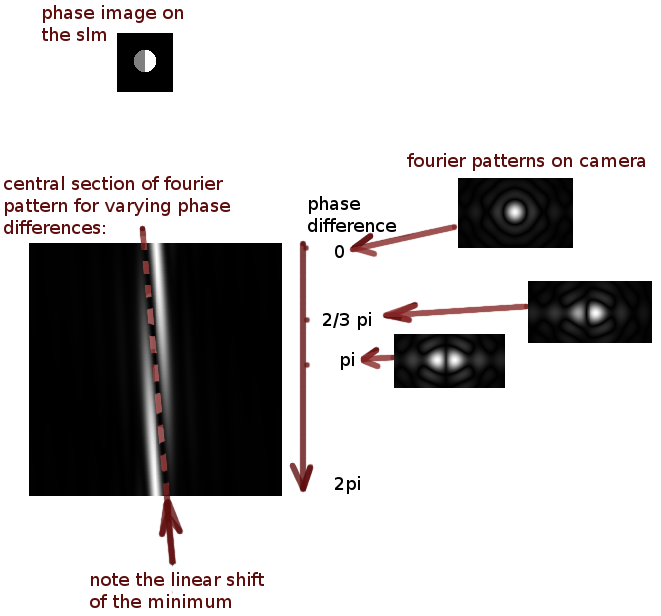 phase image on
the slm
fourier patterns on camera
central section of fourier
pattern for varying phase
differences:
phase
difference
0
2/3 pi
pi
2pi
note the linear shift
of the minimum